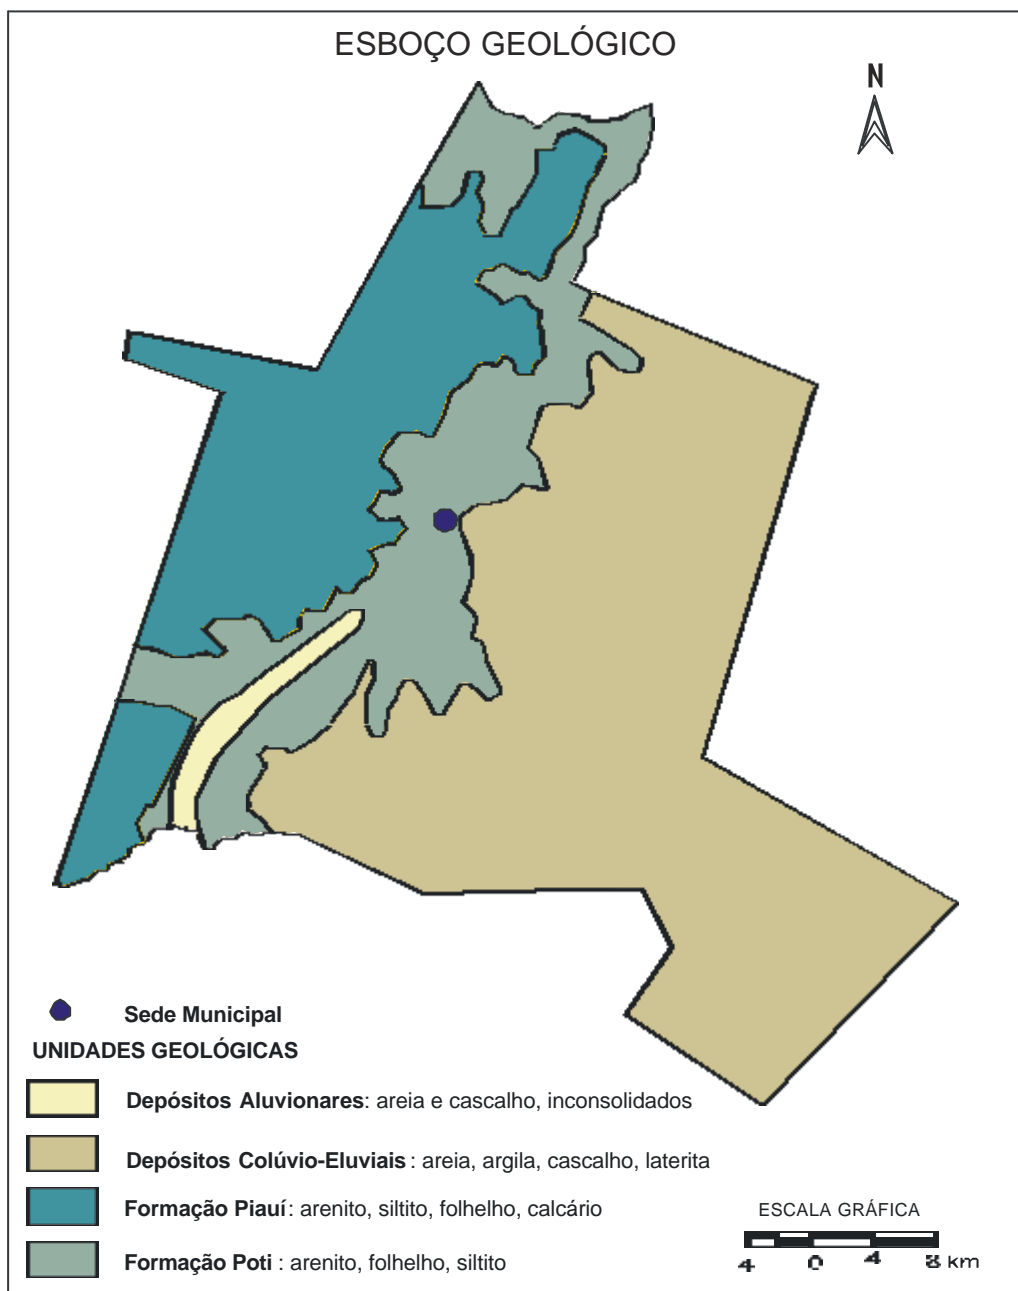 ESBOÇO GEOLÓGICO
N
Sede Municipal
UNIDADES GEOLÓGICAS
Depósitos Aluvionares: areia e cascalho, inconsolidados
Depósitos Colúvio-Eluviais : areia, argila, cascalho, laterita
Formação Piauí: arenito, siltito, folhelho, calcário
Formação Poti : arenito, folhelho, siltito
ESCALA GRÁFICA
4 0 4 8 km